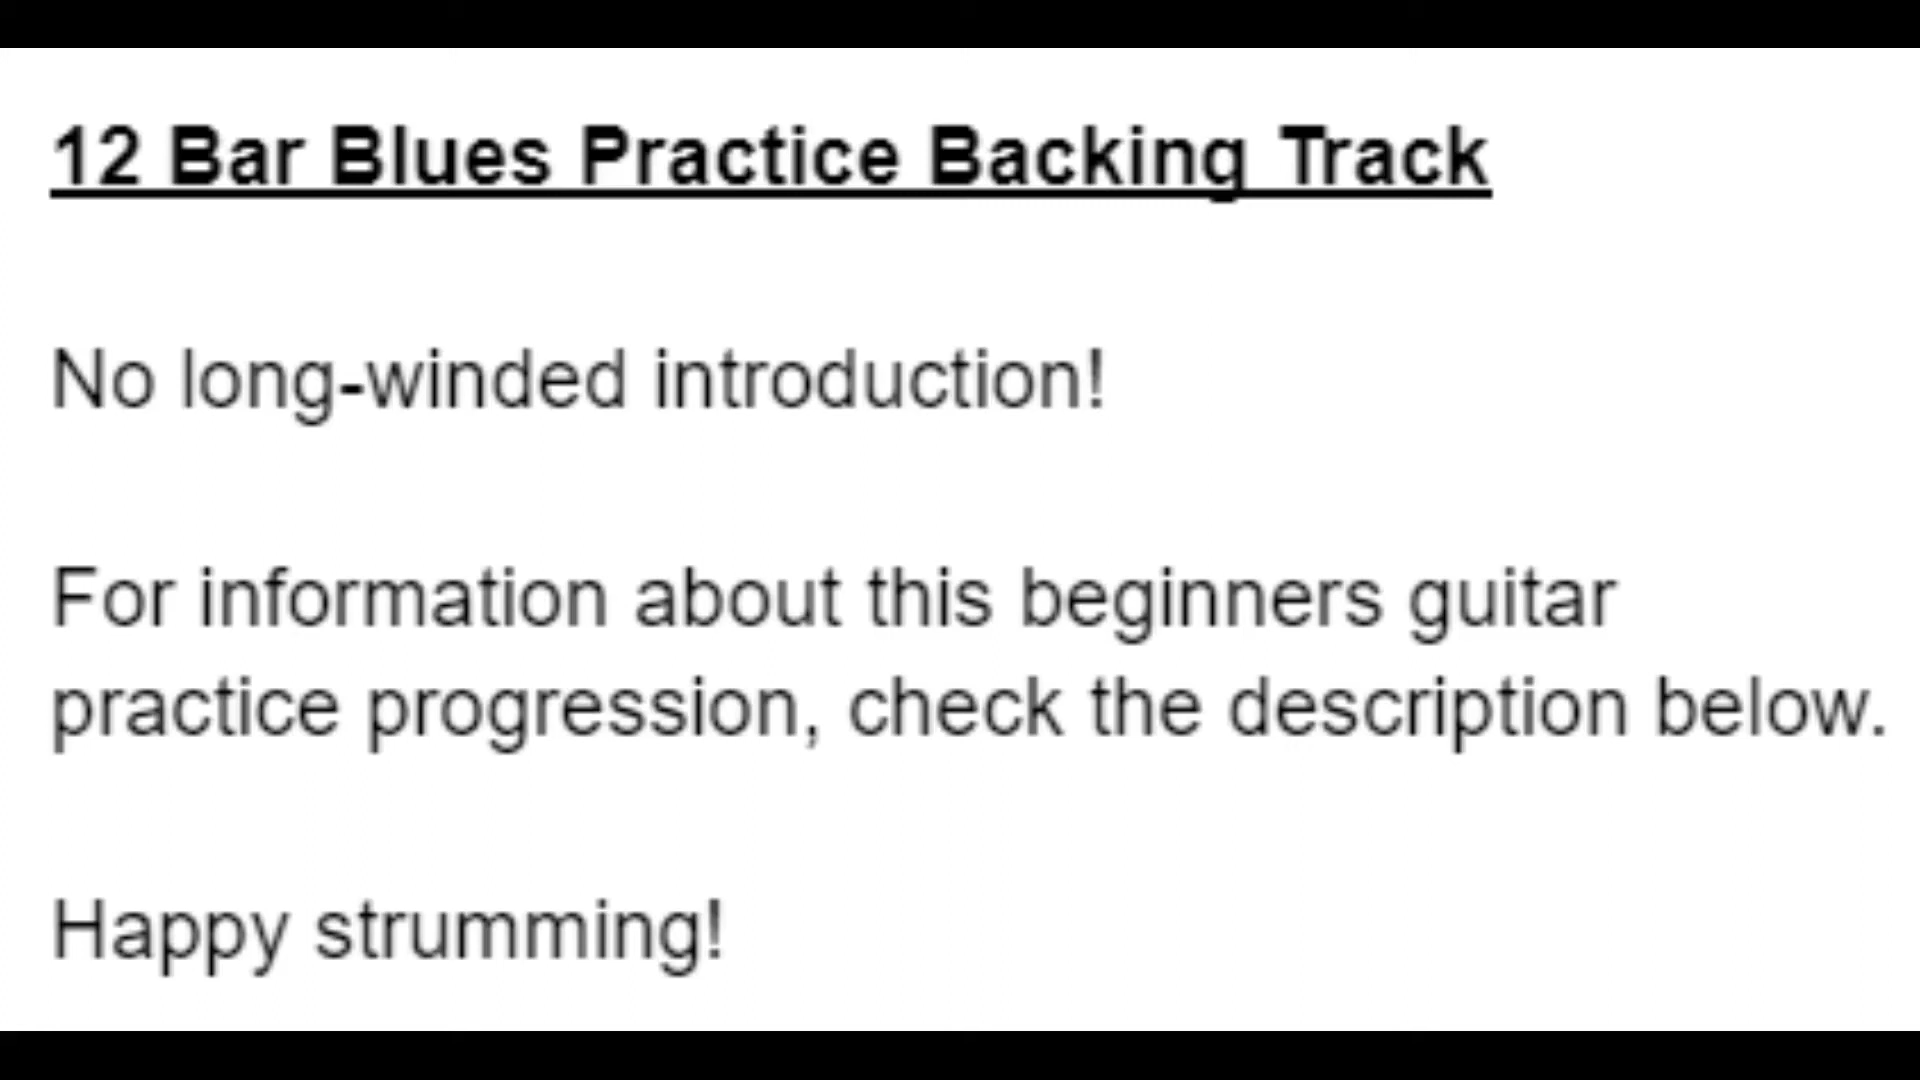 12 Bar Blues Practice Backing Track
No long-winded introduction!
For information about this beginners guitar
practice progression, check the description below.
Happy strumming!